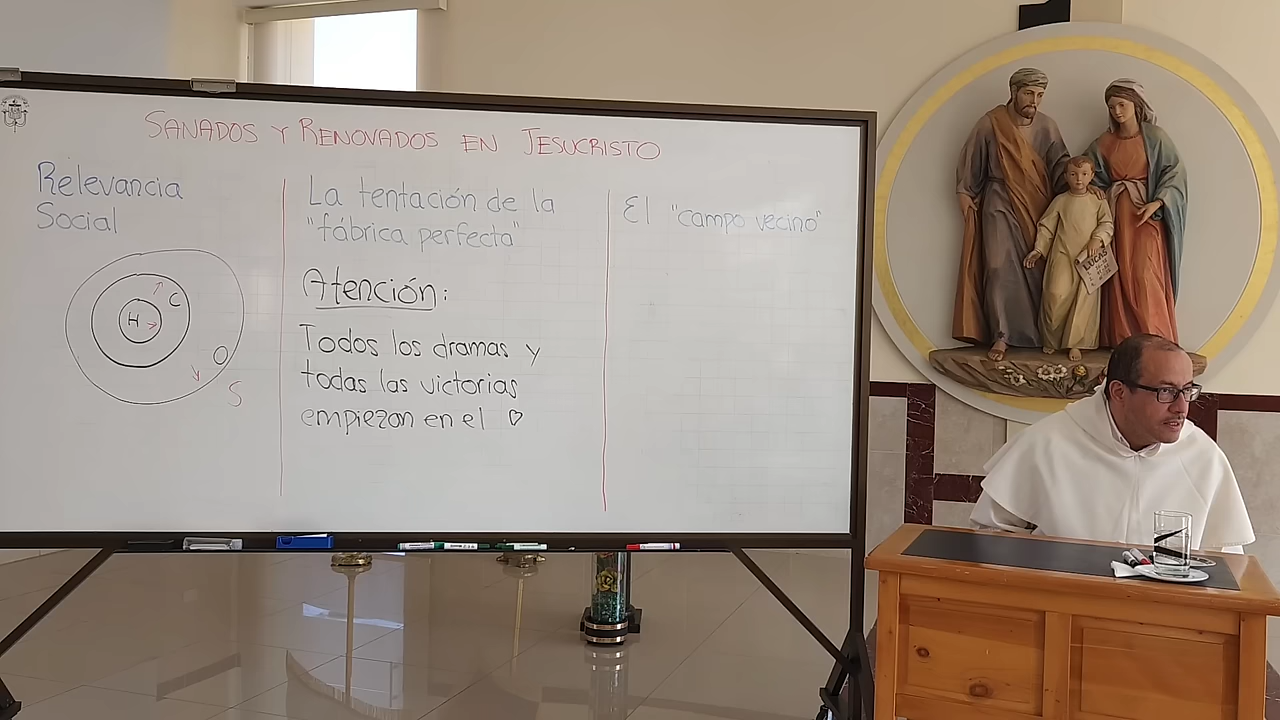 SANADOS Y RENOVADOS EN JESUCRISTO
Relevancia
Social
H
C
O
S
La tentación de la
"fábrica perfecta"
Atención:
Todos los dramas y
todas las victorias
empiezan en el ♡
El "campo vecino"
LUCAS